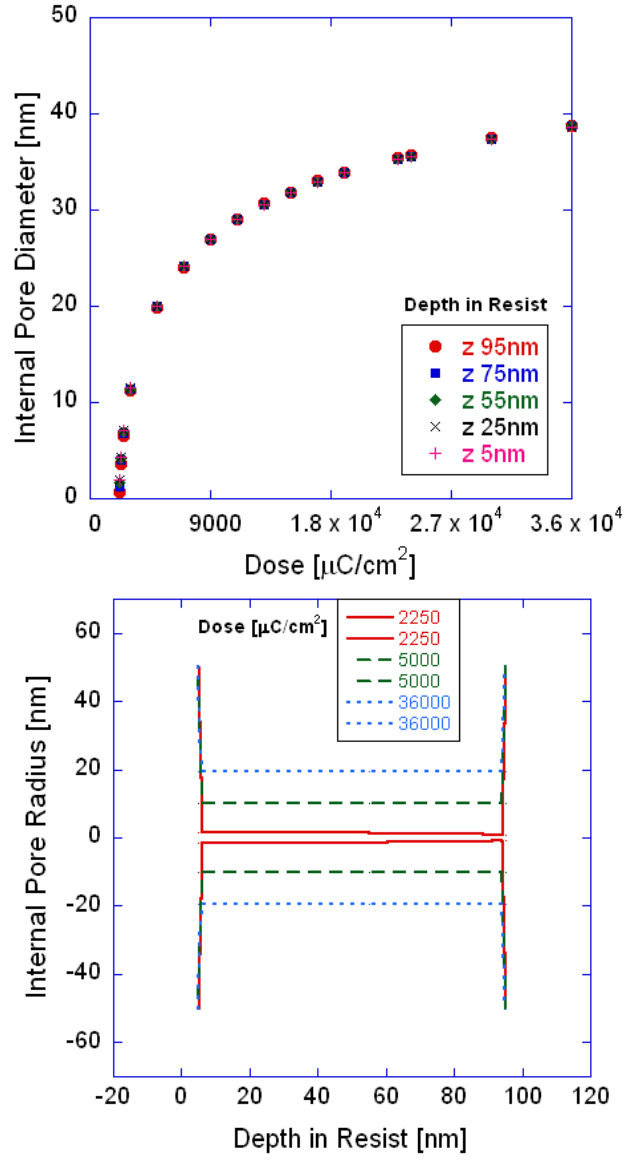 50
40
30
20
10
0
Internal Pore Diameter [nm]
Depth in Resist
z 95nm
z 75nm
z 55nm
z 25nm
z 5nm
0 9000 1.8 x 10⁴ 2.7 x 10⁴ 3.6 x 10⁴
Dose [μC/cm²]
60
40
20
0
-20
-40
-60
Internal Pore Radius [nm]
Dose [μC/cm²]
2250
2250
5000
5000
36000
36000
-20 0 20 40 60 80 100 120
Depth in Resist [nm]